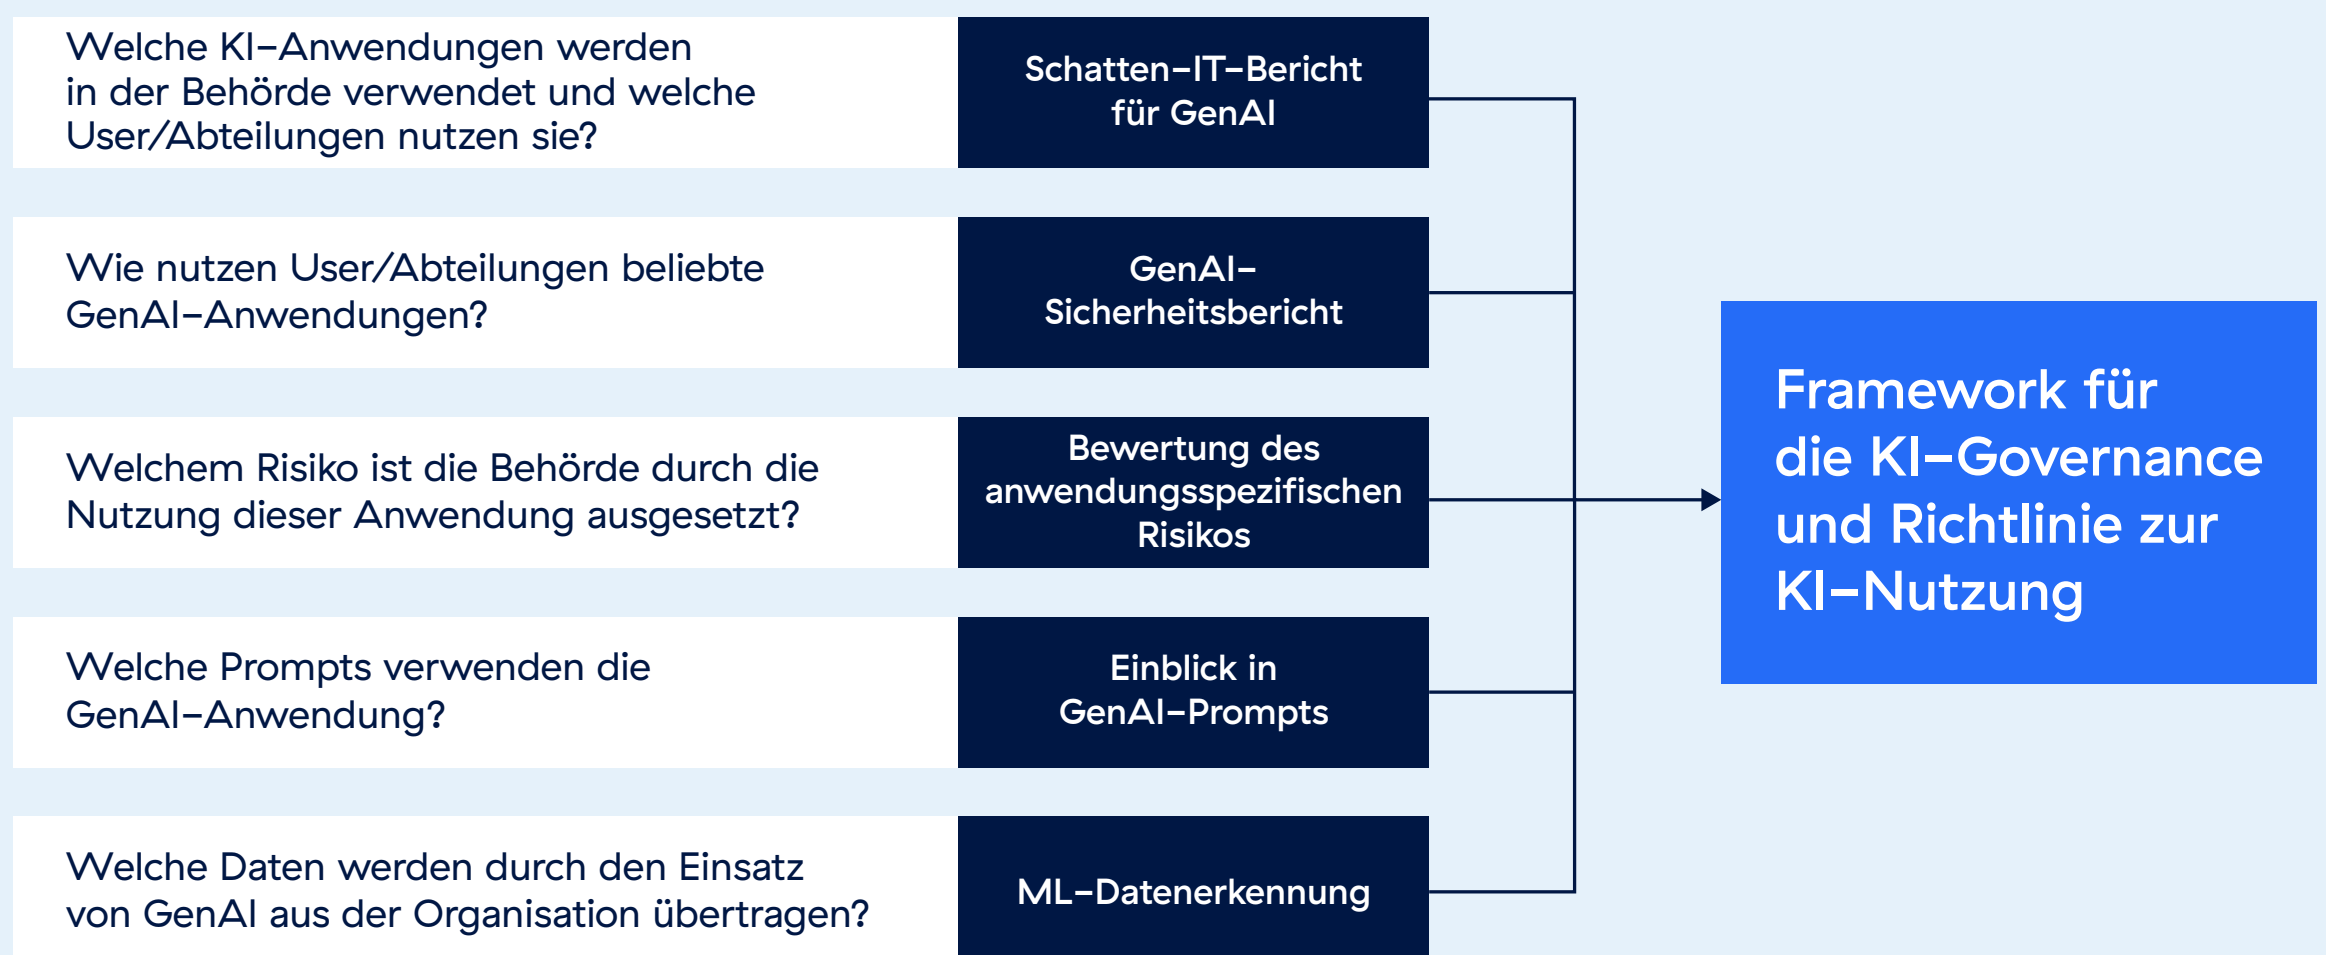 Welche KI-Anwendungen werden
in der Behörde verwendet und welche
User/Abteilungen nutzen sie?
Schatten-IT-Bericht
für GenAI
Wie nutzen User/Abteilungen beliebte
GenAI-Anwendungen?
GenAI-
Sicherheitsbericht
Welchem Risiko ist die Behörde durch die
Nutzung dieser Anwendung ausgesetzt?
Bewertung des
anwendungsspezifischen
Risikos
Welche Prompts verwenden die
GenAI-Anwendung?
Einblick in
GenAI-Prompts
Welche Daten werden durch den Einsatz
von GenAI aus der Organisation übertragen?
ML-Datenerkennung
Framework für
die KI-Governance
und Richtlinie zur
KI-Nutzung